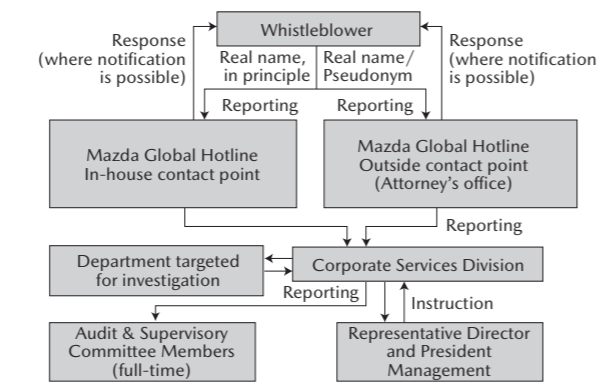 Whistleblower
Response
(where notification
is possible)
Real name,
in principle
Real name/
Pseudonym
Response
(where notification
is possible)
Reporting
Reporting
Mazda Global Hotline
In-house contact point
Mazda Global Hotline
Outside contact point
(Attorney’s office)
Reporting
Department targeted
for investigation
Corporate Services Division
Reporting
Instruction
Audit & Supervisory
Committee Members
(full-time)
Representative Director
and President
Management